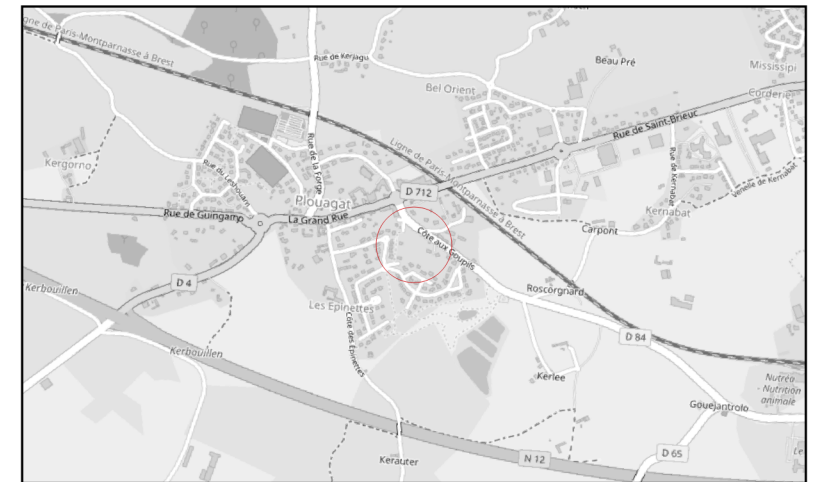 Ligne de Paris-Montparnasse à Brest
Rue de Kerjagu
Beau Pré
Mississipi
Bel Orient
Corderie
Rue de Saint-Brieuc
Rue de la Forge
Ligne de Paris-Montparnasse à Brest
Kergorno
Rue du Leshouarn
Rue de Kernabat
D 712
Venelle de Kernabat
Plouagat
Kernabat
Rue de Guingamp
La Grand Rue
Carpont
Côte aux Goupils
D 4
Kerbouillen
Roscorgnard
Les Epinettes
Côte des Epinettes
D 84
Kerbouillen
Kerlee
Nutréa
- Nutrition
animale
Gouejantrolo
D 65
N 12
Kerauter